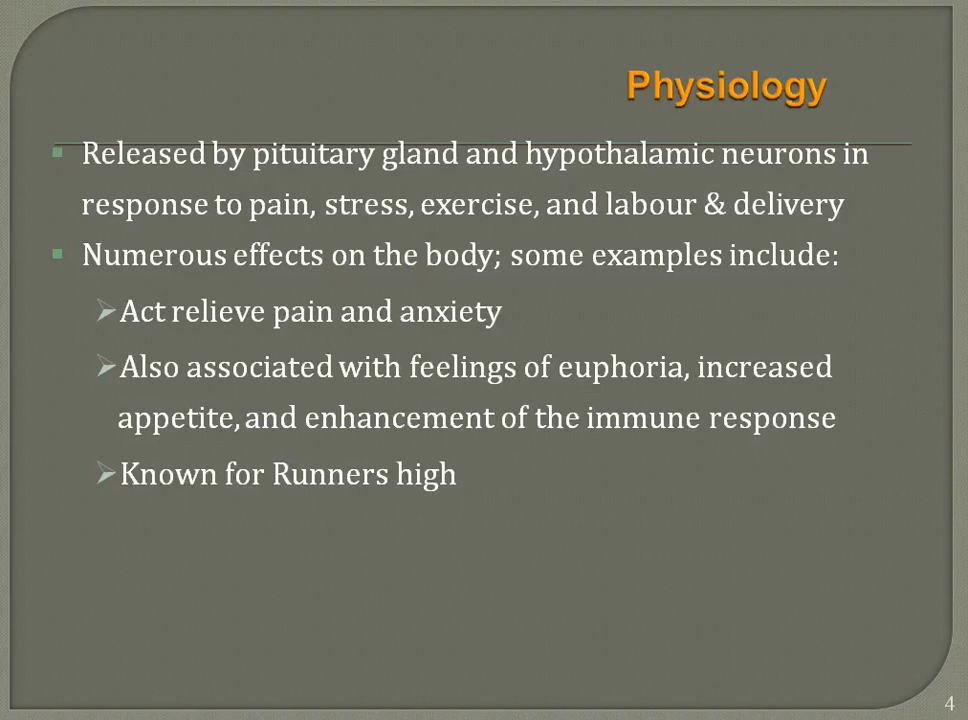 Physiology
Released by pituitary gland and hypothalamic neurons in
response to pain, stress, exercise, and labour & delivery
Numerous effects on the body; some examples include:
Act relieve pain and anxiety
Also associated with feelings of euphoria, increased
appetite, and enhancement of the immune response
Known for Runners high
4